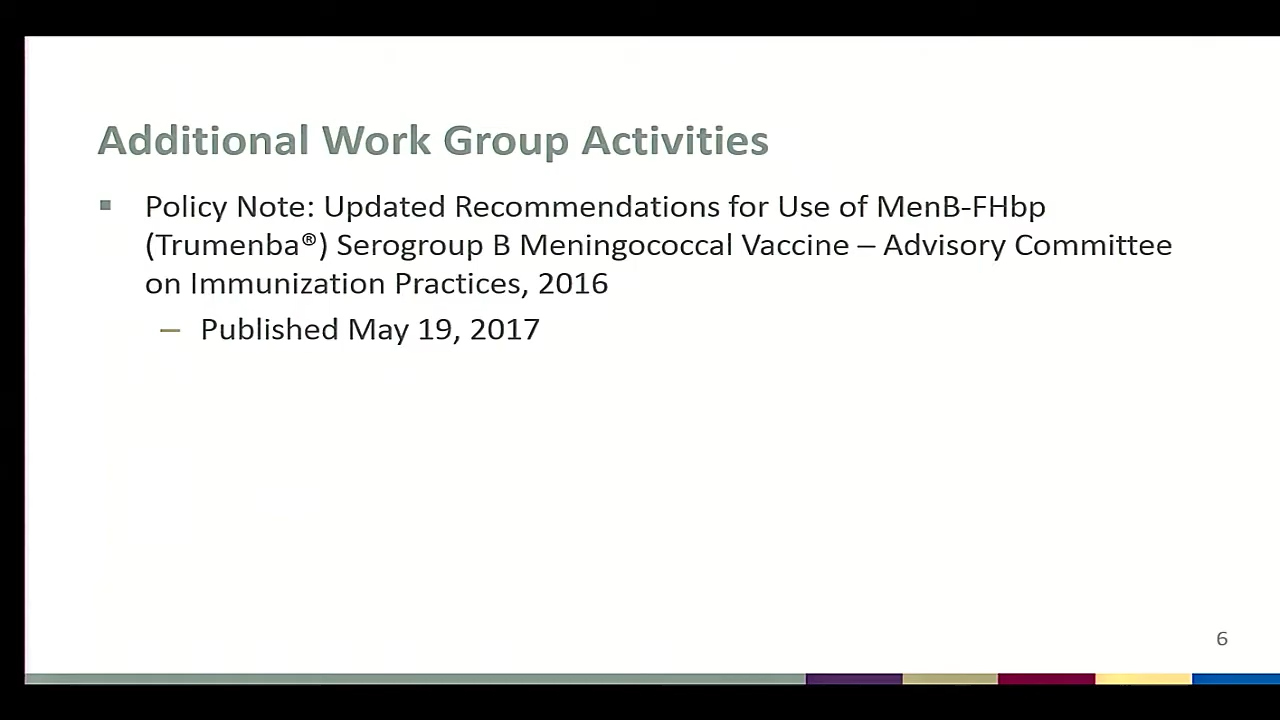 Additional Work Group Activities
▪ Policy Note: Updated Recommendations for Use of MenB-FHbp
(Trumenba®) Serogroup B Meningococcal Vaccine – Advisory Committee
on Immunization Practices, 2016
– Published May 19, 2017
6